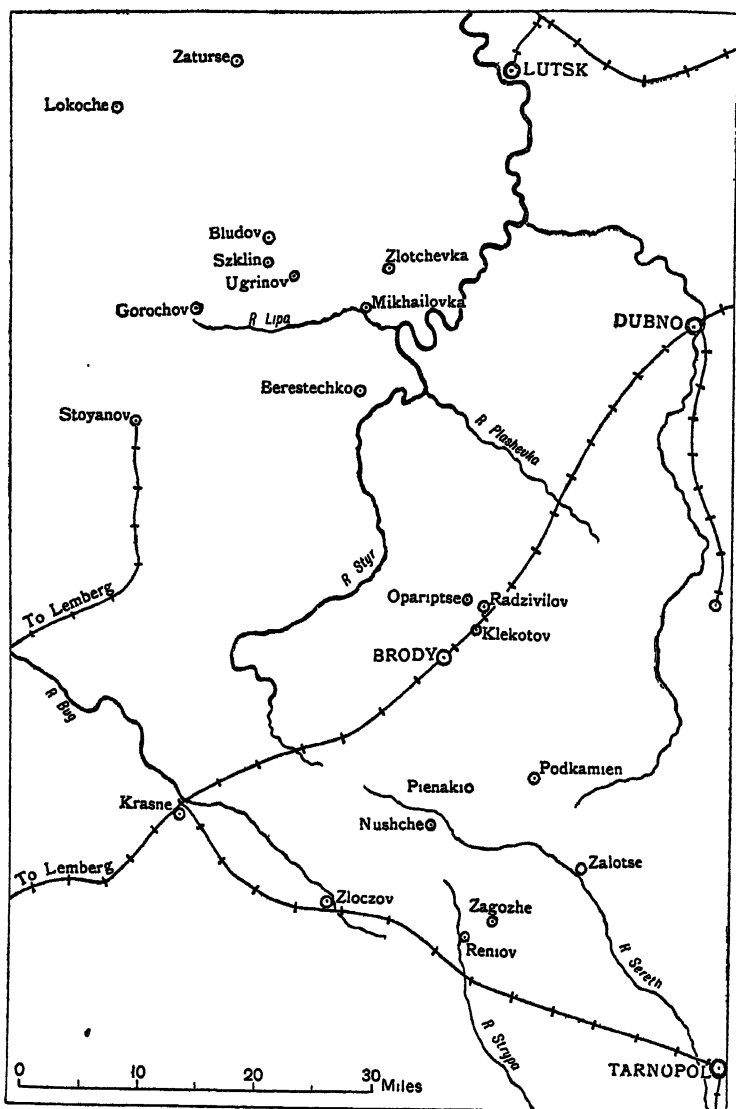 Zaturse
LUTSK
Lokoche
Bludov
Szklin
Ugrinov
Zlotchevka
Gorochov
R Lipa
Mikhailovka
DUBNO
Berestechko
Stoyanov
R Plashevka
R Styr
To Lemberg
Opariptse
Radzivilov
Klekotov
BRODY
R Bug
Podkamien
Pienaki
Krasne
Nushche
Zalotse
To Lemberg
Zloczov
Zagozhe
Reniov
R Sereth
R Strypa
TARNOPOL
0 10 20 30
Miles